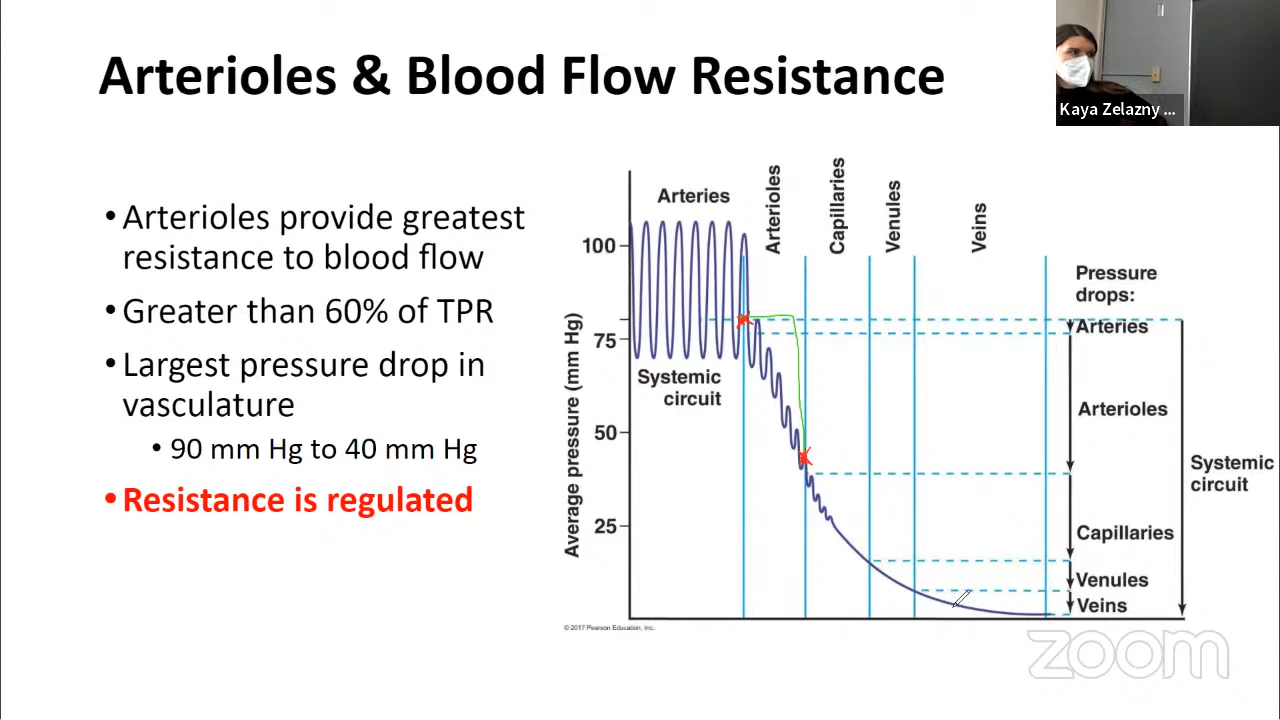 Arterioles & Blood Flow Resistance
Kaya Zelazny ...
• Arterioles provide greatest
resistance to blood flow
• Greater than 60% of TPR
• Largest pressure drop in
vasculature
• 90 mm Hg to 40 mm Hg
• Resistance is regulated
Average pressure (mm Hg)
100
75
50
25
Arteries
Arterioles
Capillaries
Venules
Veins
Systemic
circuit
Pressure
drops:
Arteries
Arterioles
Capillaries
Venules
Veins
Systemic
circuit
© 2017 Pearson Education, Inc.
zoom